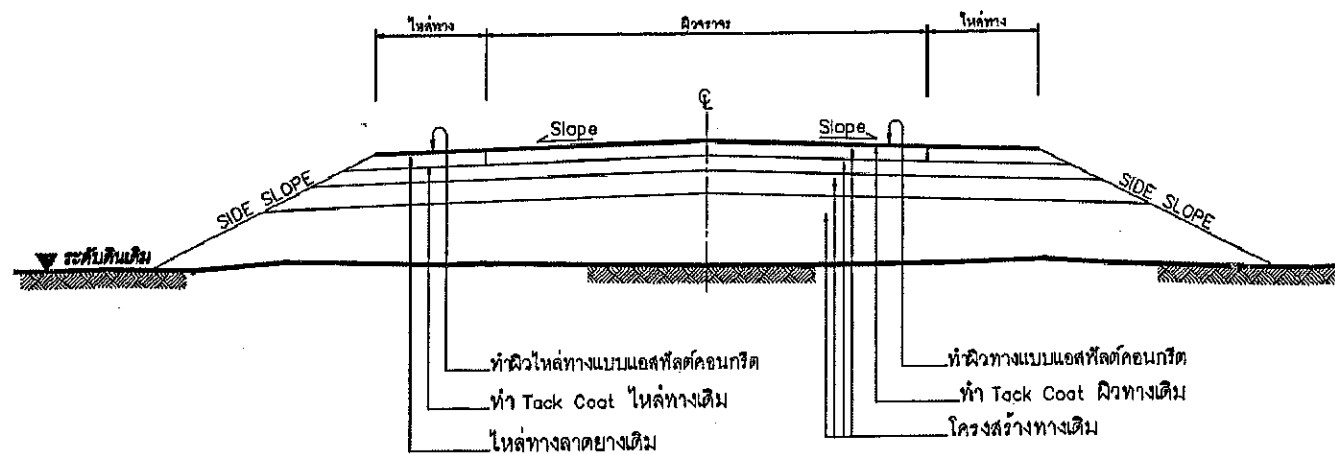 ไหล่ทาง ผิวจราจร ไหล่ทาง
℄
Slope Slope
SIDE SLOPE SIDE SLOPE
ระดับดินเดิม
ทำผิวไหล่ทางแบบแอสฟัลต์คอนกรีต ทำผิวทางแบบแอสฟัลต์คอนกรีต
ทำ Tack Coat ไหล่ทางเดิม ทำ Tack Coat ผิวทางเดิม
ไหล่ทางลาดยางเดิม โครงสร้างทางเดิม